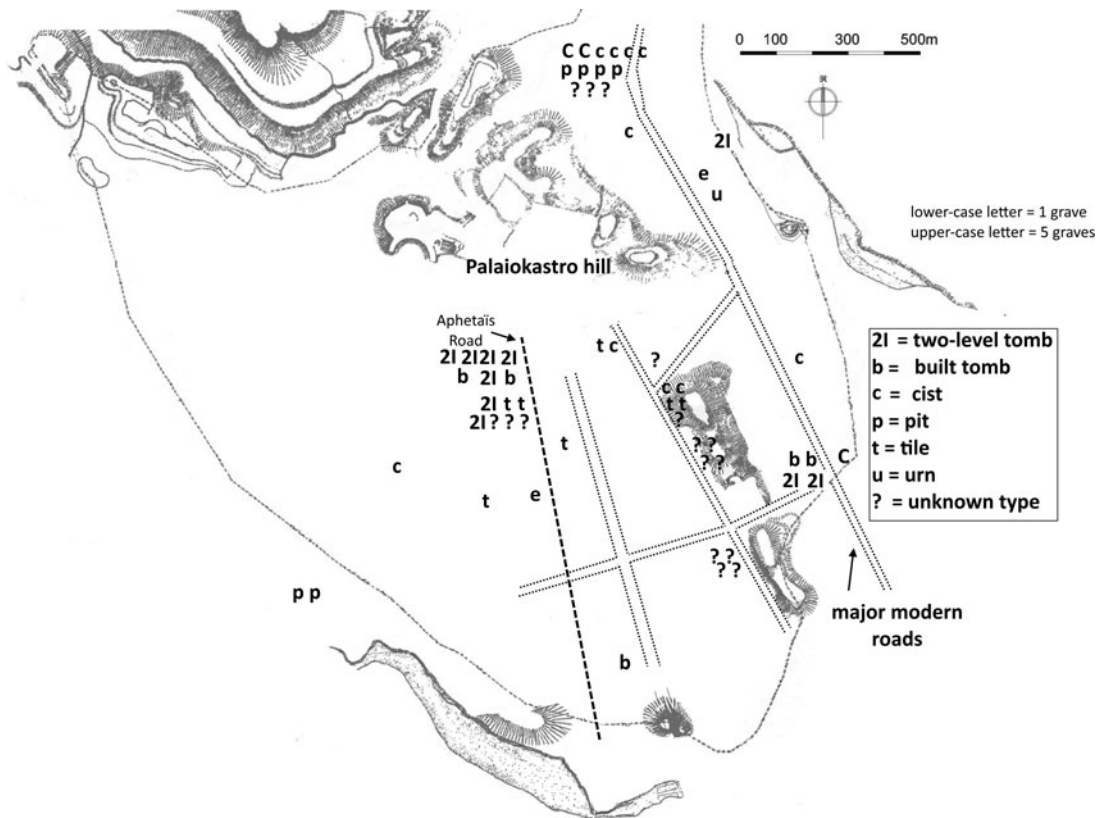 C C c c c c
p p p p
? ? ?
0 100 300 500m
N
c
2l
e
u
lower-case letter = 1 grave
upper-case letter = 5 graves
Palaiokastro hill
Aphetaïs
Road
2l 2l 2l 2l
b 2l b
2l t t
2l ? ? ?
t c
?
c c
t t
?
? ?
? ?
c
2l = two-level tomb
b = built tomb
c = cist
p = pit
t = tile
u = urn
? = unknown type
t
c
t
e
b b
C
2l 2l
? ?
? ?
p p
major modern
roads
b